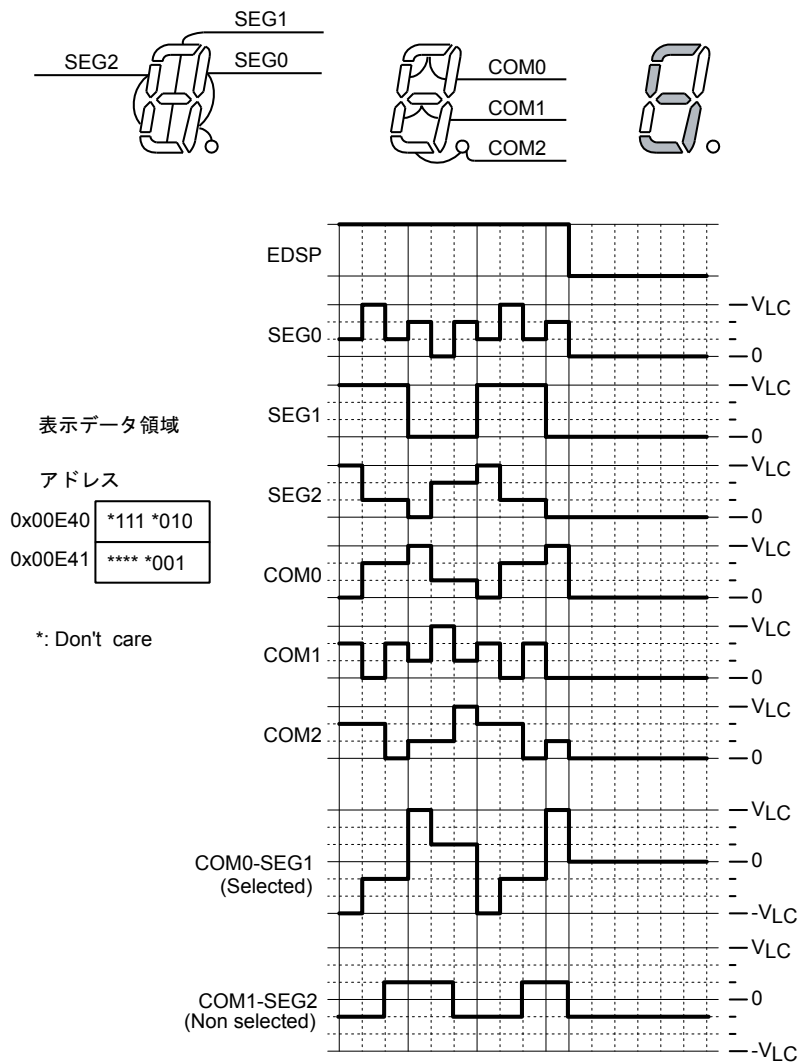 SEG1
SEG2
SEG0
COM0
COM1
COM2
EDSP
SEG0
VLC
0
SEG1
VLC
0
表示データ領域
アドレス
0x00E40 *111 *010
0x00E41 **** *001
*: Don't care
SEG2
VLC
0
COM0
VLC
0
COM1
VLC
0
COM2
VLC
0
COM0-SEG1
(Selected)
VLC
0
-VLC
COM1-SEG2
(Non selected)
VLC
0
-VLC